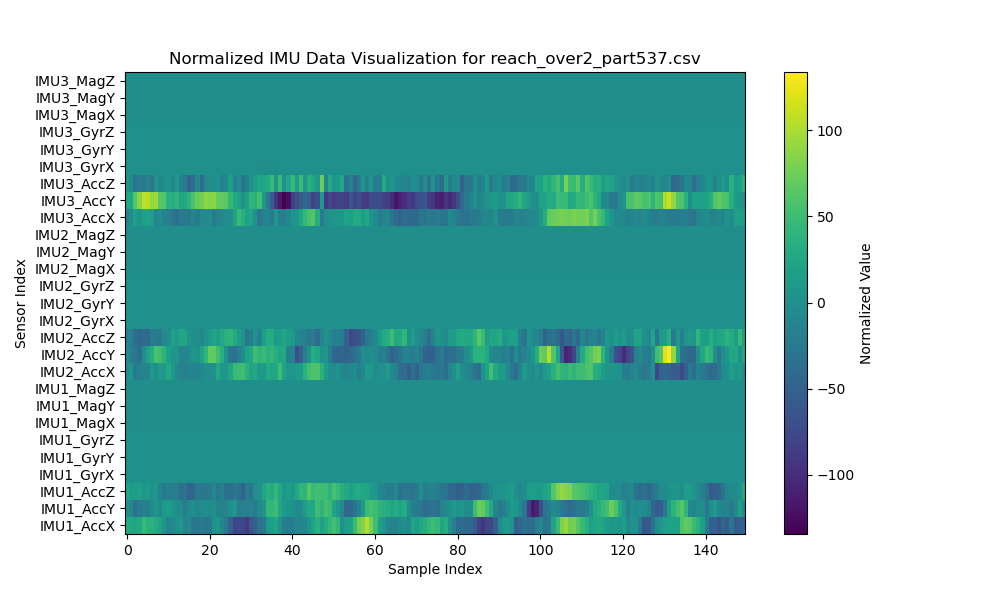 Normalized IMU Data Visualization for reach_over2_part537.csv
IMU3_MagZ
IMU3_MagY
IMU3_MagX
IMU3_GyrZ
IMU3_GyrY
IMU3_GyrX
IMU3_AccZ
IMU3_AccY
IMU3_AccX
IMU2_MagZ
IMU2_MagY
IMU2_MagX
IMU2_GyrZ
IMU2_GyrY
IMU2_GyrX
IMU2_AccZ
IMU2_AccY
IMU2_AccX
IMU1_MagZ
IMU1_MagY
IMU1_MagX
IMU1_GyrZ
IMU1_GyrY
IMU1_GyrX
IMU1_AccZ
IMU1_AccY
IMU1_AccX
Sensor Index
0 20 40 60 80 100 120 140
Sample Index
100
50
0
−50
−100
Normalized Value